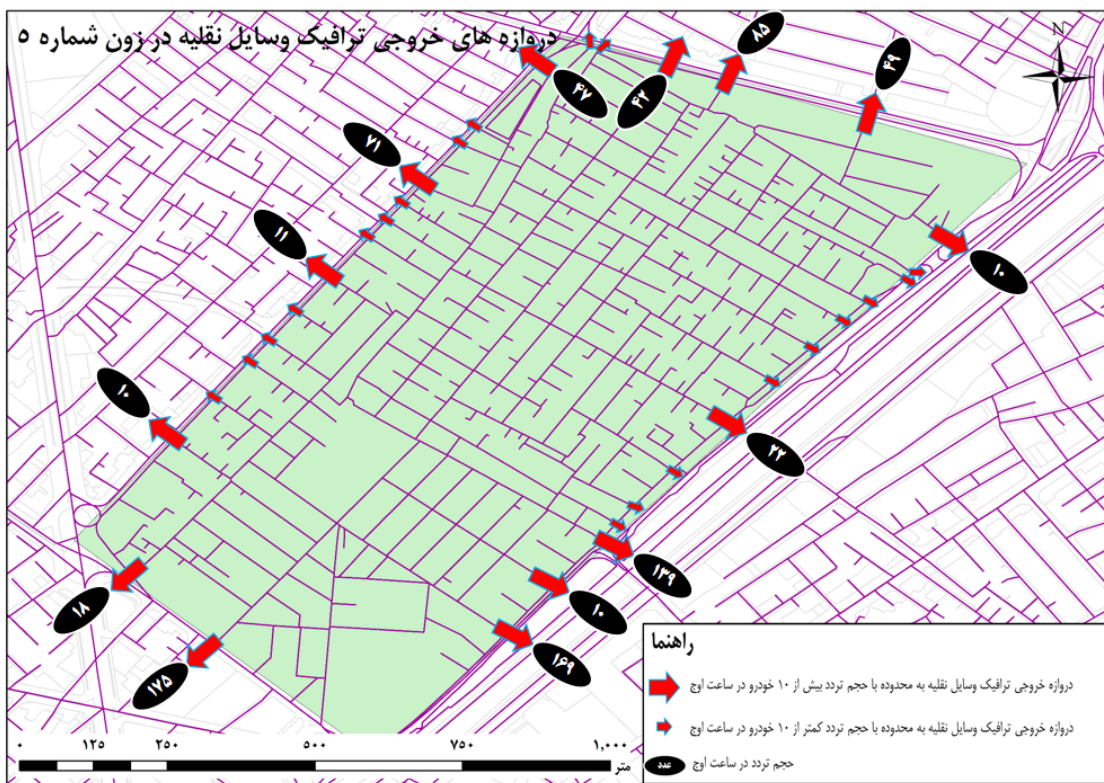 دروازه های خروجی ترافیک وسایل نقلیه در زون شماره ۵
N
۸۵
۴۹
۴۲
۴۷
۷۱
۱۱
۱۰
۱۰
۲۲
۱۳۹
۱۰
۱۶۹
۱۸
۱۷۵
راهنما
دروازه خروجی ترافیک وسایل نقلیه به محدوده با حجم تردد بیش از ۱۰ خودرو در ساعت اوج
دروازه خروجی ترافیک وسایل نقلیه به محدوده با حجم تردد کمتر از ۱۰ خودرو در ساعت اوج
عدد حجم تردد در ساعت اوج
۰ ۱۲۵ ۲۵۰ ۵۰۰ ۷۵۰ ۱,۰۰۰
متر